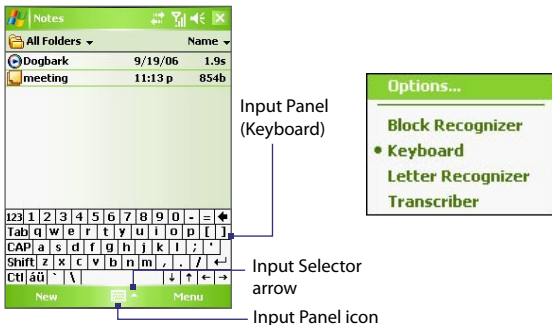 Notes
All Folders Name
Dogbark 9/19/06 1.9s
meeting 11:13 p 854b
123 1 2 3 4 5 6 7 8 9 0 - =
Tab q w e r t y u i o p [ ]
CAP a s d f g h j k l ; '
Shift z x c v b n m , . /
Ctl áü ` \
New Menu
Input Panel
(Keyboard)
Input Selector
arrow
Input Panel icon
Options...
Block Recognizer
Keyboard
Letter Recognizer
Transcriber